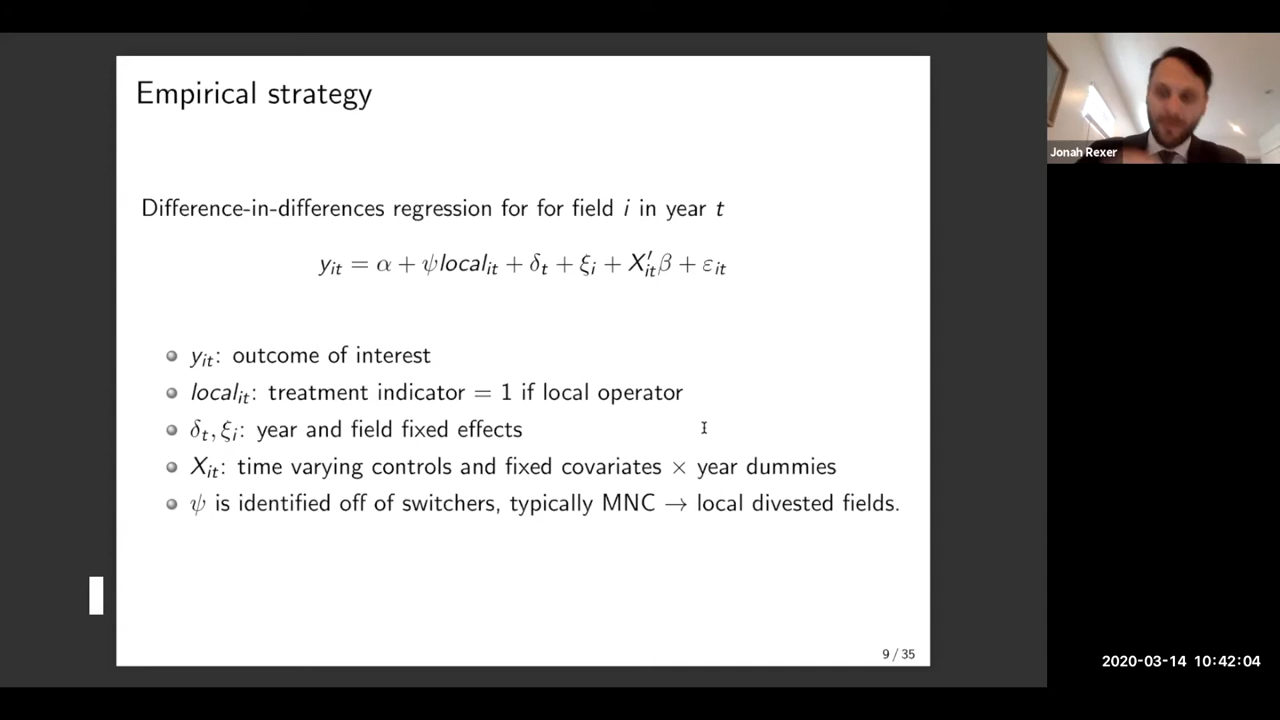 Empirical strategy
Jonah Rexer
Difference-in-differences regression for for field i in year t
y_it = α + ψlocal_it + δ_t + ξ_i + X′_it β + ε_it
y_it: outcome of interest
local_it: treatment indicator = 1 if local operator
δ_t, ξ_i: year and field fixed effects
X_it: time varying controls and fixed covariates × year dummies
ψ is identified off of switchers, typically MNC → local divested fields.
9 / 35
2020-03-14 10:42:04